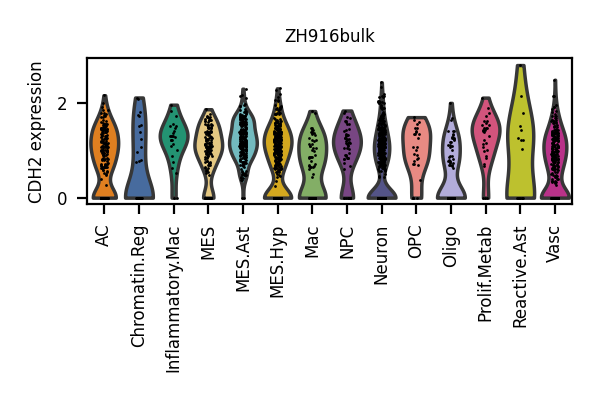 ZH916bulk
CDH2 expression
2
0
AC
Chromatin.Reg
Inflammatory.Mac
MES
MES.Ast
MES.Hyp
Mac
NPC
Neuron
OPC
Oligo
Prolif.Metab
Reactive.Ast
Vasc